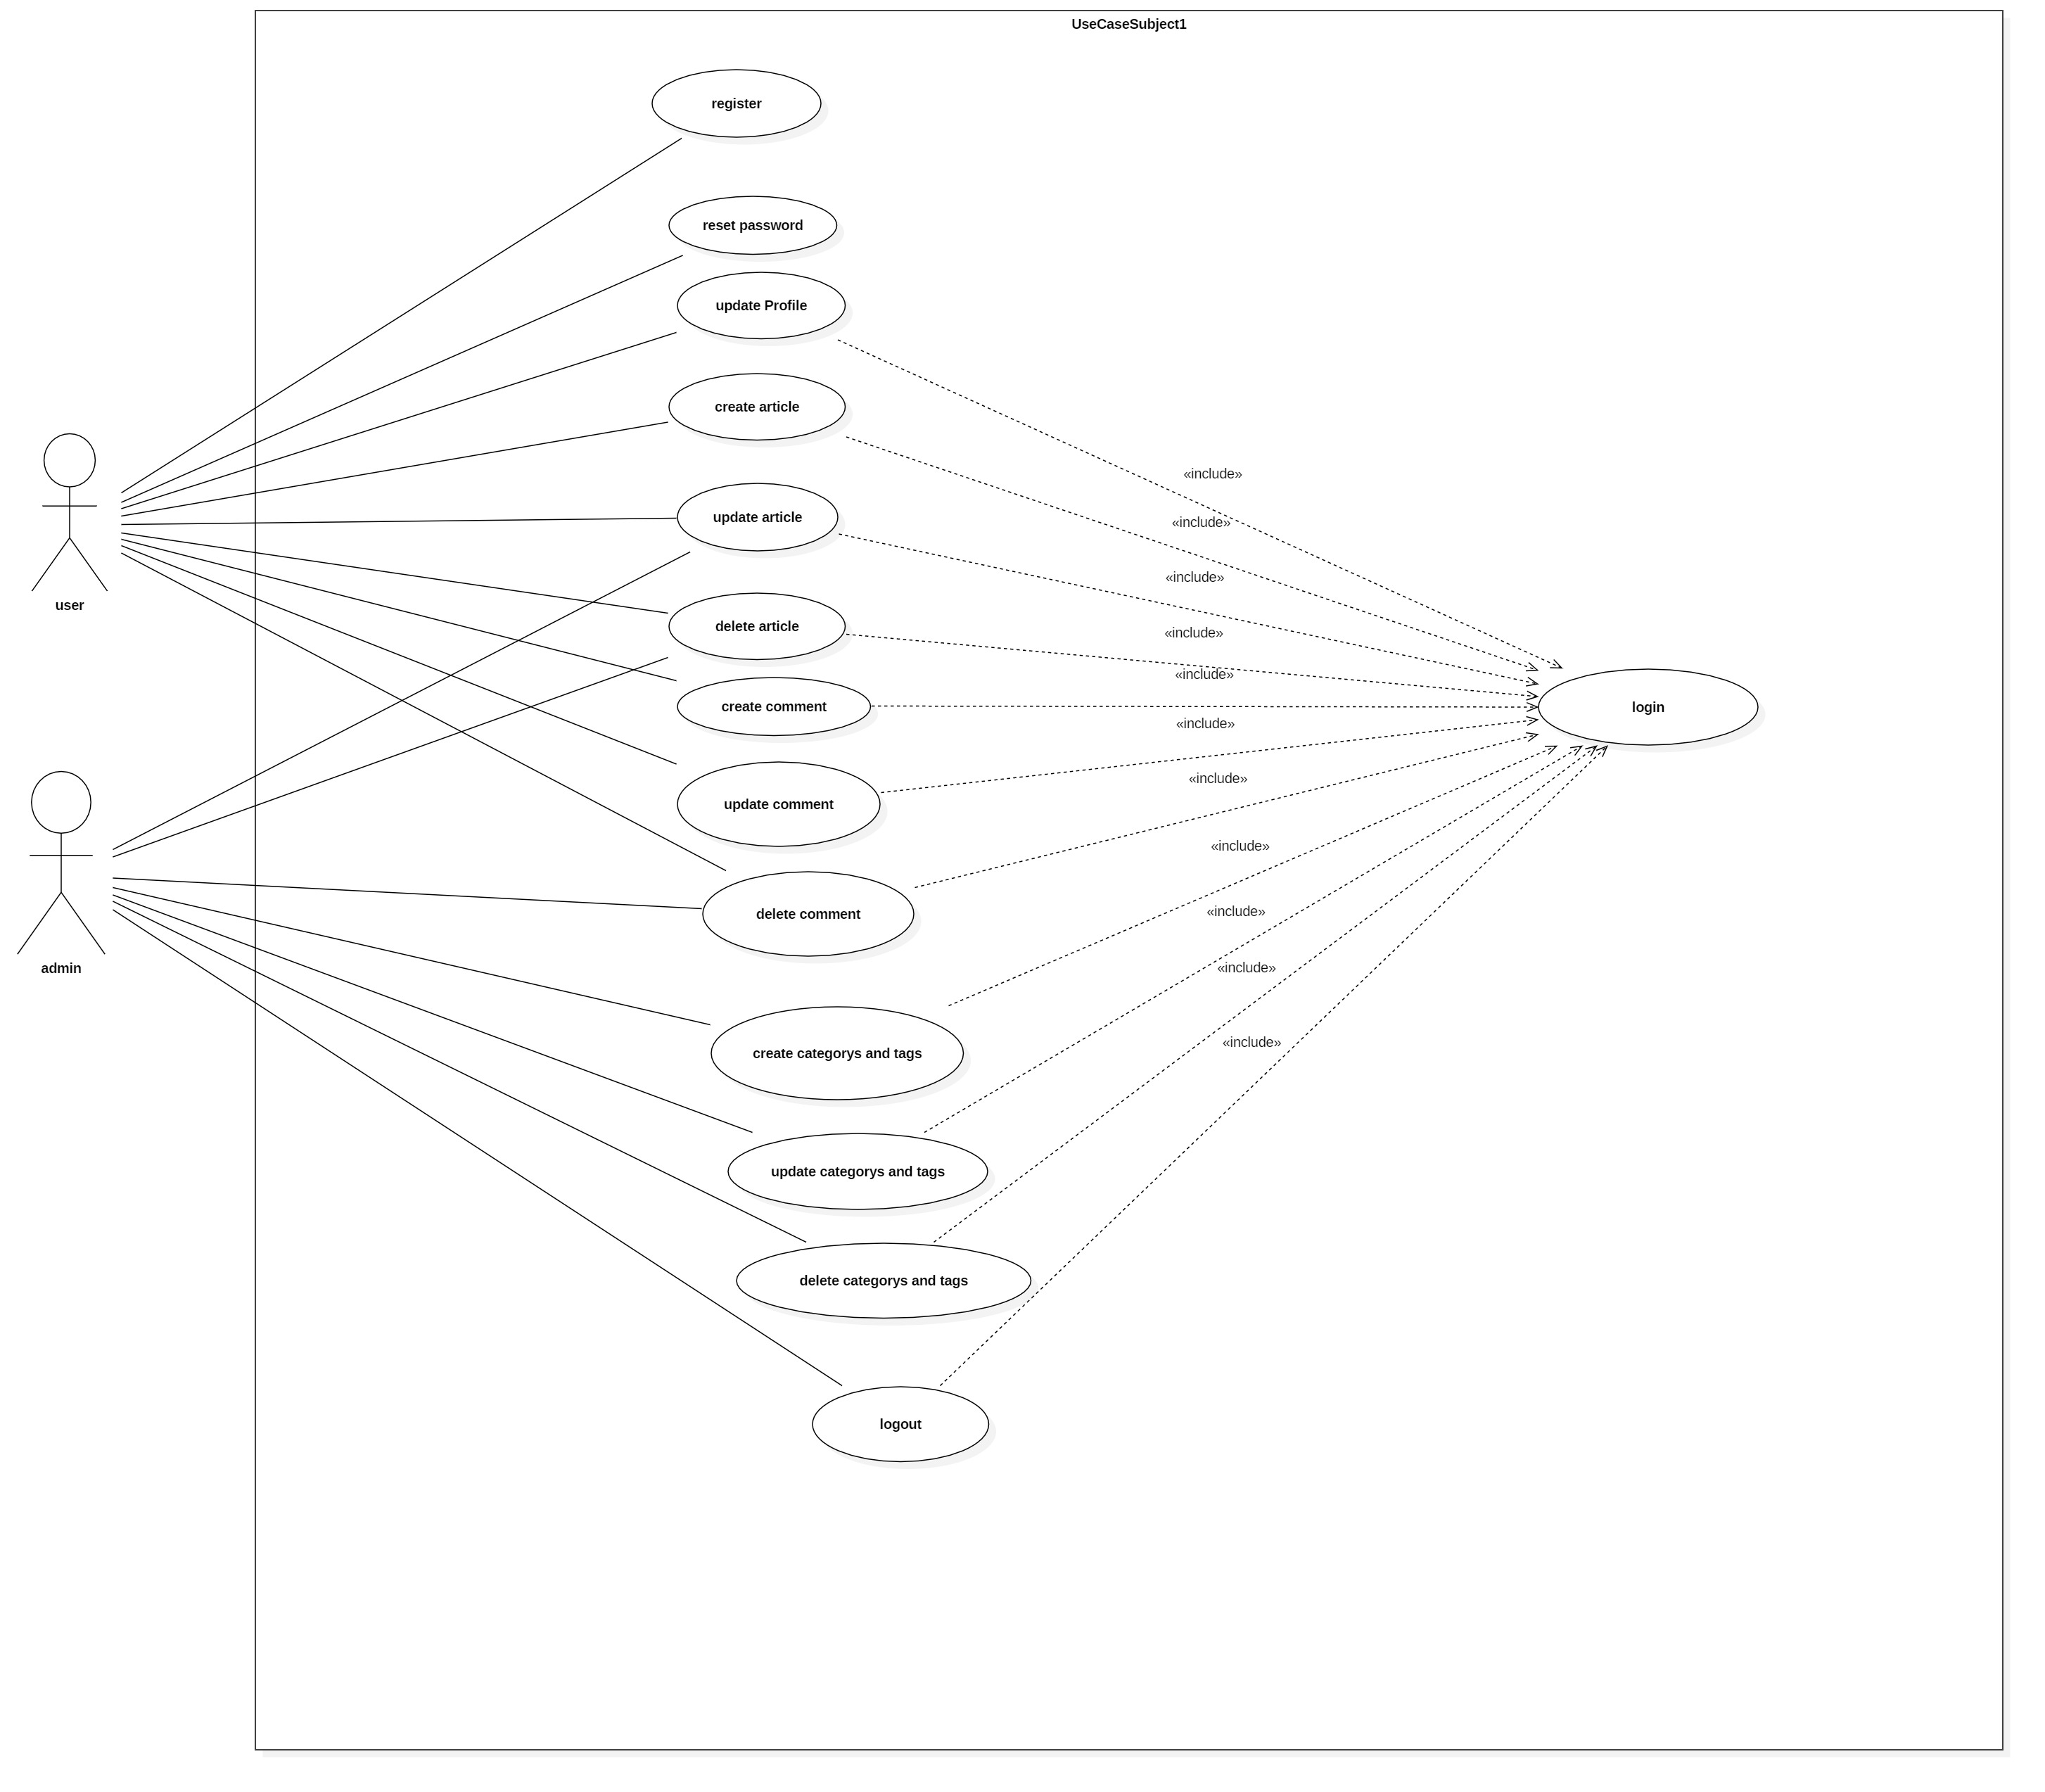 UseCaseSubject1
register
reset password
update Profile
create article
«include»
update article
«include»
«include»
user
delete article
«include»
«include»
create comment
login
«include»
«include»
update comment
«include»
delete comment
«include»
admin
«include»
«include»
create categorys and tags
update categorys and tags
delete categorys and tags
logout